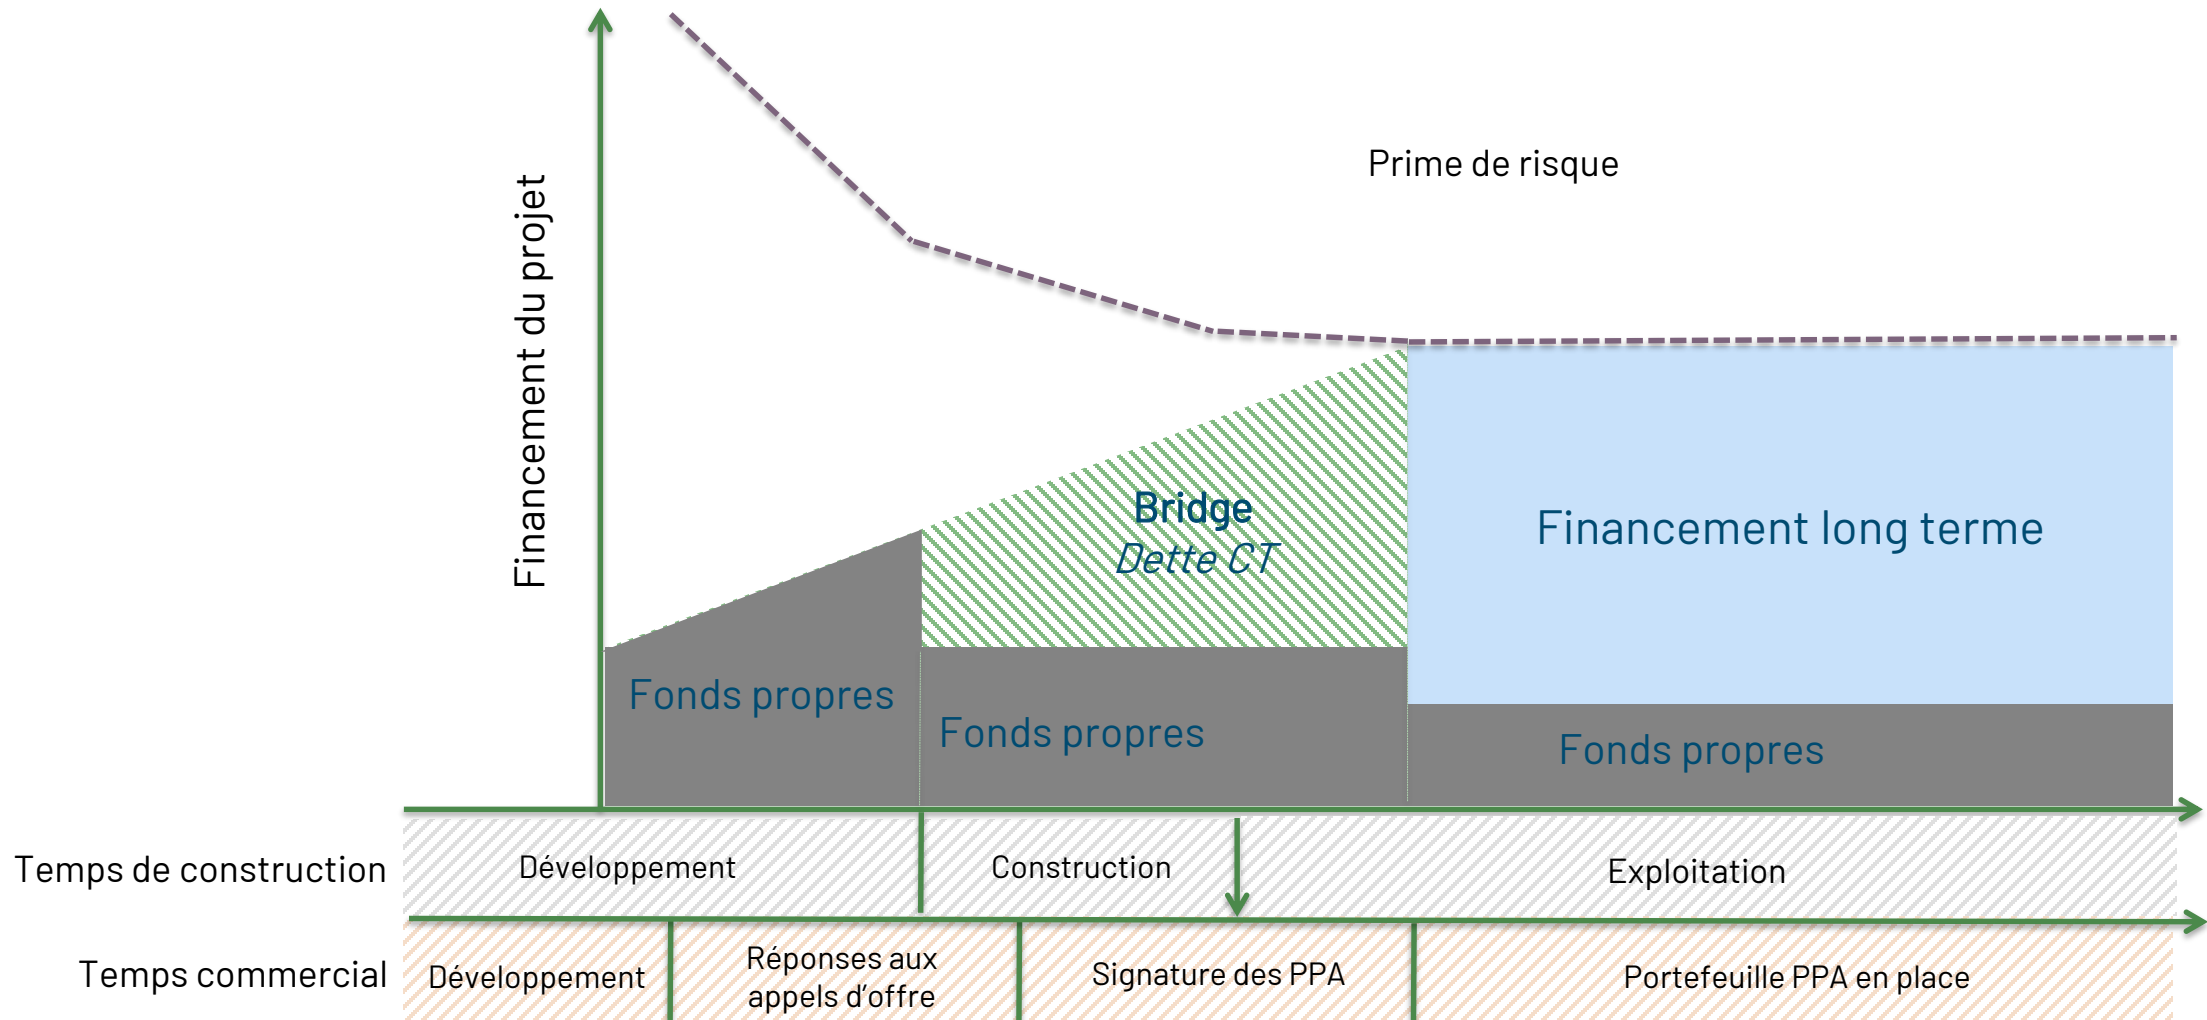 Prime de risque
Financement du projet
Bridge
Dette CT
Financement long terme
Fonds propres
Fonds propres
Fonds propres
Temps de construction
Développement
Construction
Exploitation
Temps commercial
Développement
Réponses aux
appels d’offre
Signature des PPA
Portefeuille PPA en place